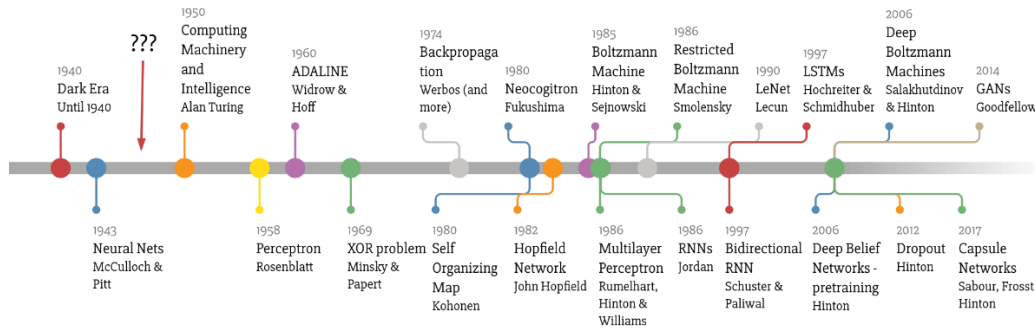 ???
1940
Dark Era
Until 1940
1950
Computing
Machinery
and
Intelligence
Alan Turing
1960
ADALINE
Widrow &
Hoff
1974
Backpropaga
tion
Werbos (and
more)
1980
Neocogitron
Fukushima
1985
Boltzmann
Machine
Hinton &
Sejnowski
1986
Restricted
Boltzmann
Machine
Smolensky
1990
LeNet
Lecun
1997
LSTMs
Hochreiter &
Schmidhuber
2006
Deep
Boltzmann
Machines
Salakhutdinov
& Hinton
2014
GANs
Goodfellow
1943
Neural Nets
McCulloch &
Pitt
1958
Perceptron
Rosenblatt
1969
XOR problem
Minsky &
Papert
1980
Self
Organizing
Map
Kohonen
1982
Hopfield
Network
John Hopfield
1986
Multilayer
Perceptron
Rumelhart,
Hinton &
Williams
1986
RNNs
Jordan
1997
Bidirectional
RNN
Schuster &
Paliwal
2006
Deep Belief
Networks -
pretraining
Hinton
2012
Dropout
Hinton
2017
Capsule
Networks
Sabour, Frosst
Hinton